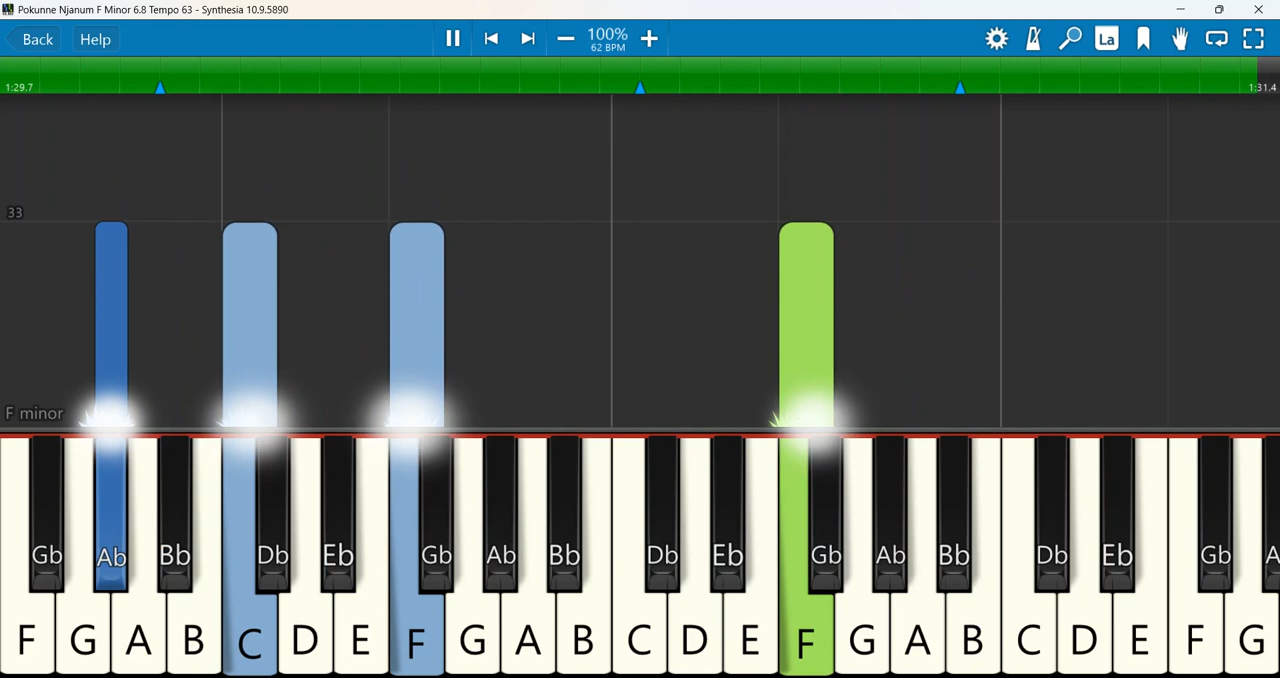 Pokunne Njanum F Minor 6.8 Tempo 63 - Synthesia 10.9.5890
Back Help 100% La
62 BPM
1:29.7 1:31.4
33
F minor
Gb Ab Bb Db Eb Gb Ab Bb Db Eb Gb Ab Bb Db Eb Gb A
F G A B C D E F G A B C D E F G A B C D E F G